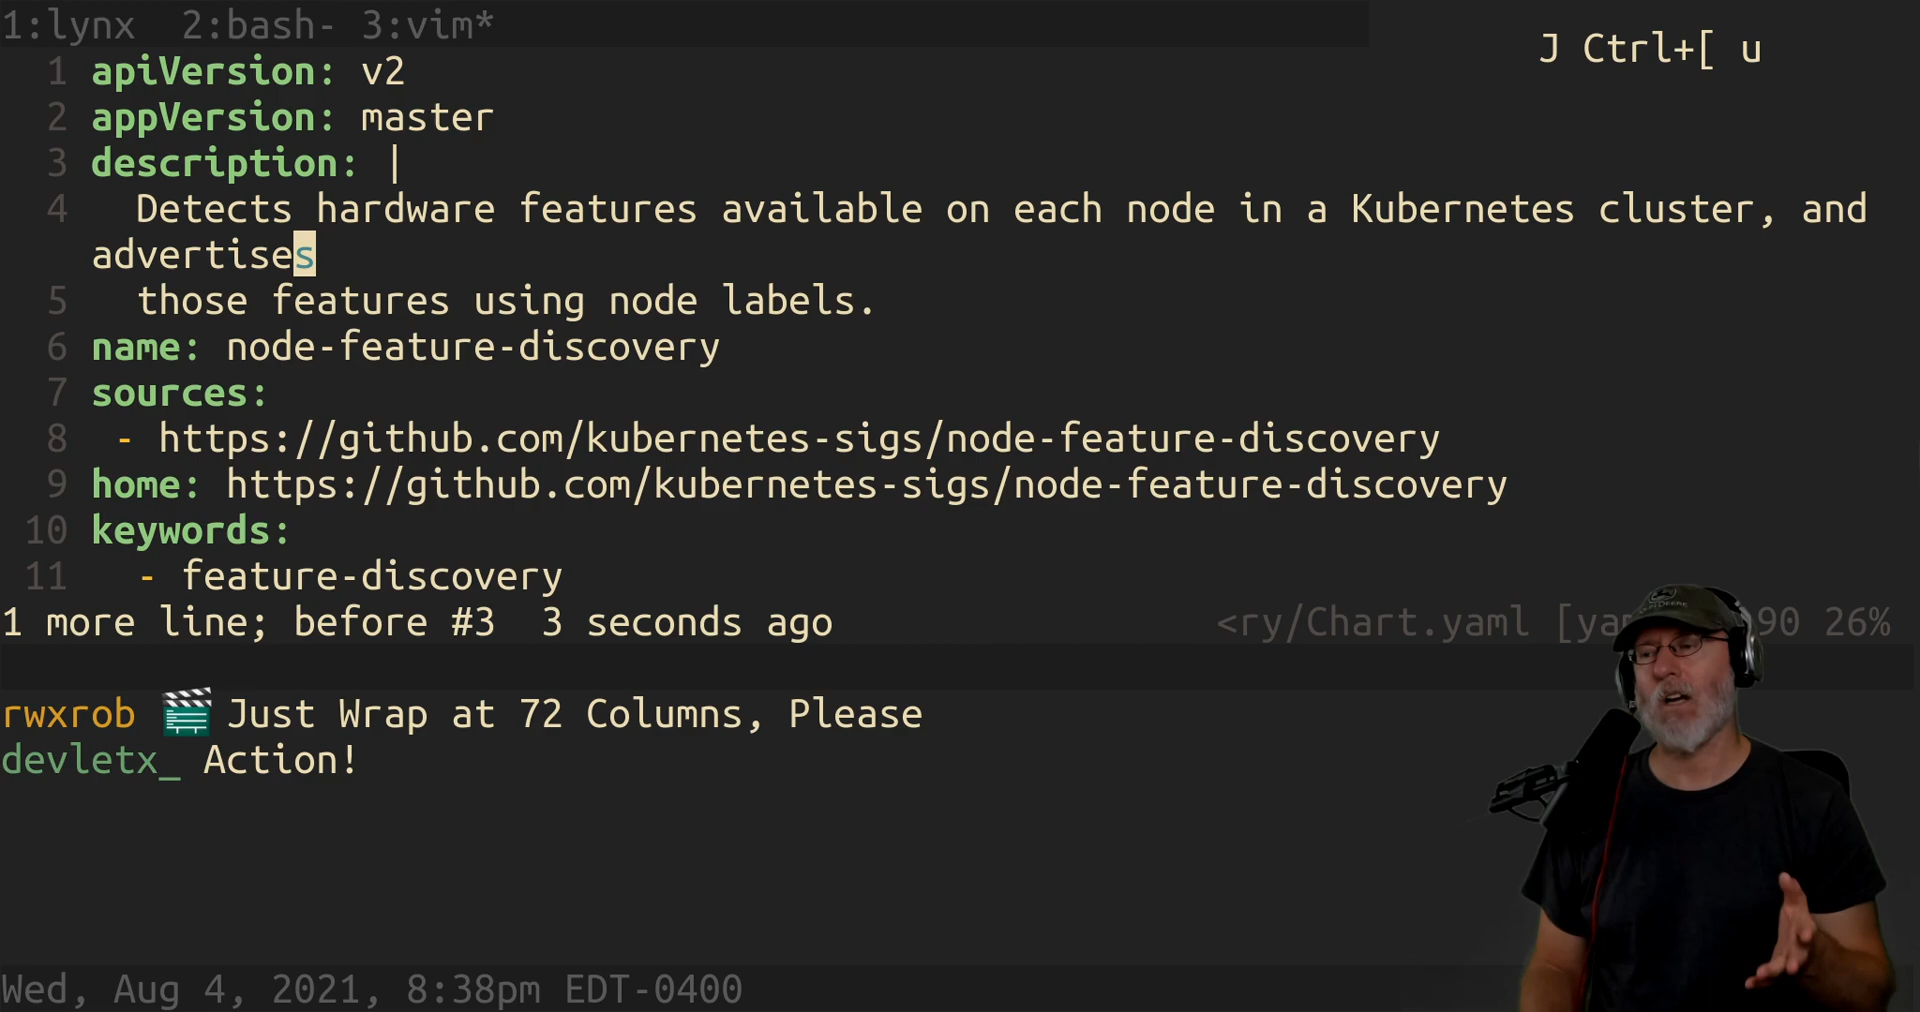 1:lynx  2:bash- 3:vim*
J Ctrl+[ u
1 apiVersion: v2
2 appVersion: master
3 description: |
4   Detects hardware features available on each node in a Kubernetes cluster, and
advertises
5   those features using node labels.
6 name: node-feature-discovery
7 sources:
8  - https://github.com/kubernetes-sigs/node-feature-discovery
9 home: https://github.com/kubernetes-sigs/node-feature-discovery
10 keywords:
11   - feature-discovery
1 more line; before #3  3 seconds ago
<ry/Chart.yaml 90 26%
rwxrob 🎬 Just Wrap at 72 Columns, Please
devletx_ Action!
Wed, Aug 4, 2021, 8:38pm EDT-0400